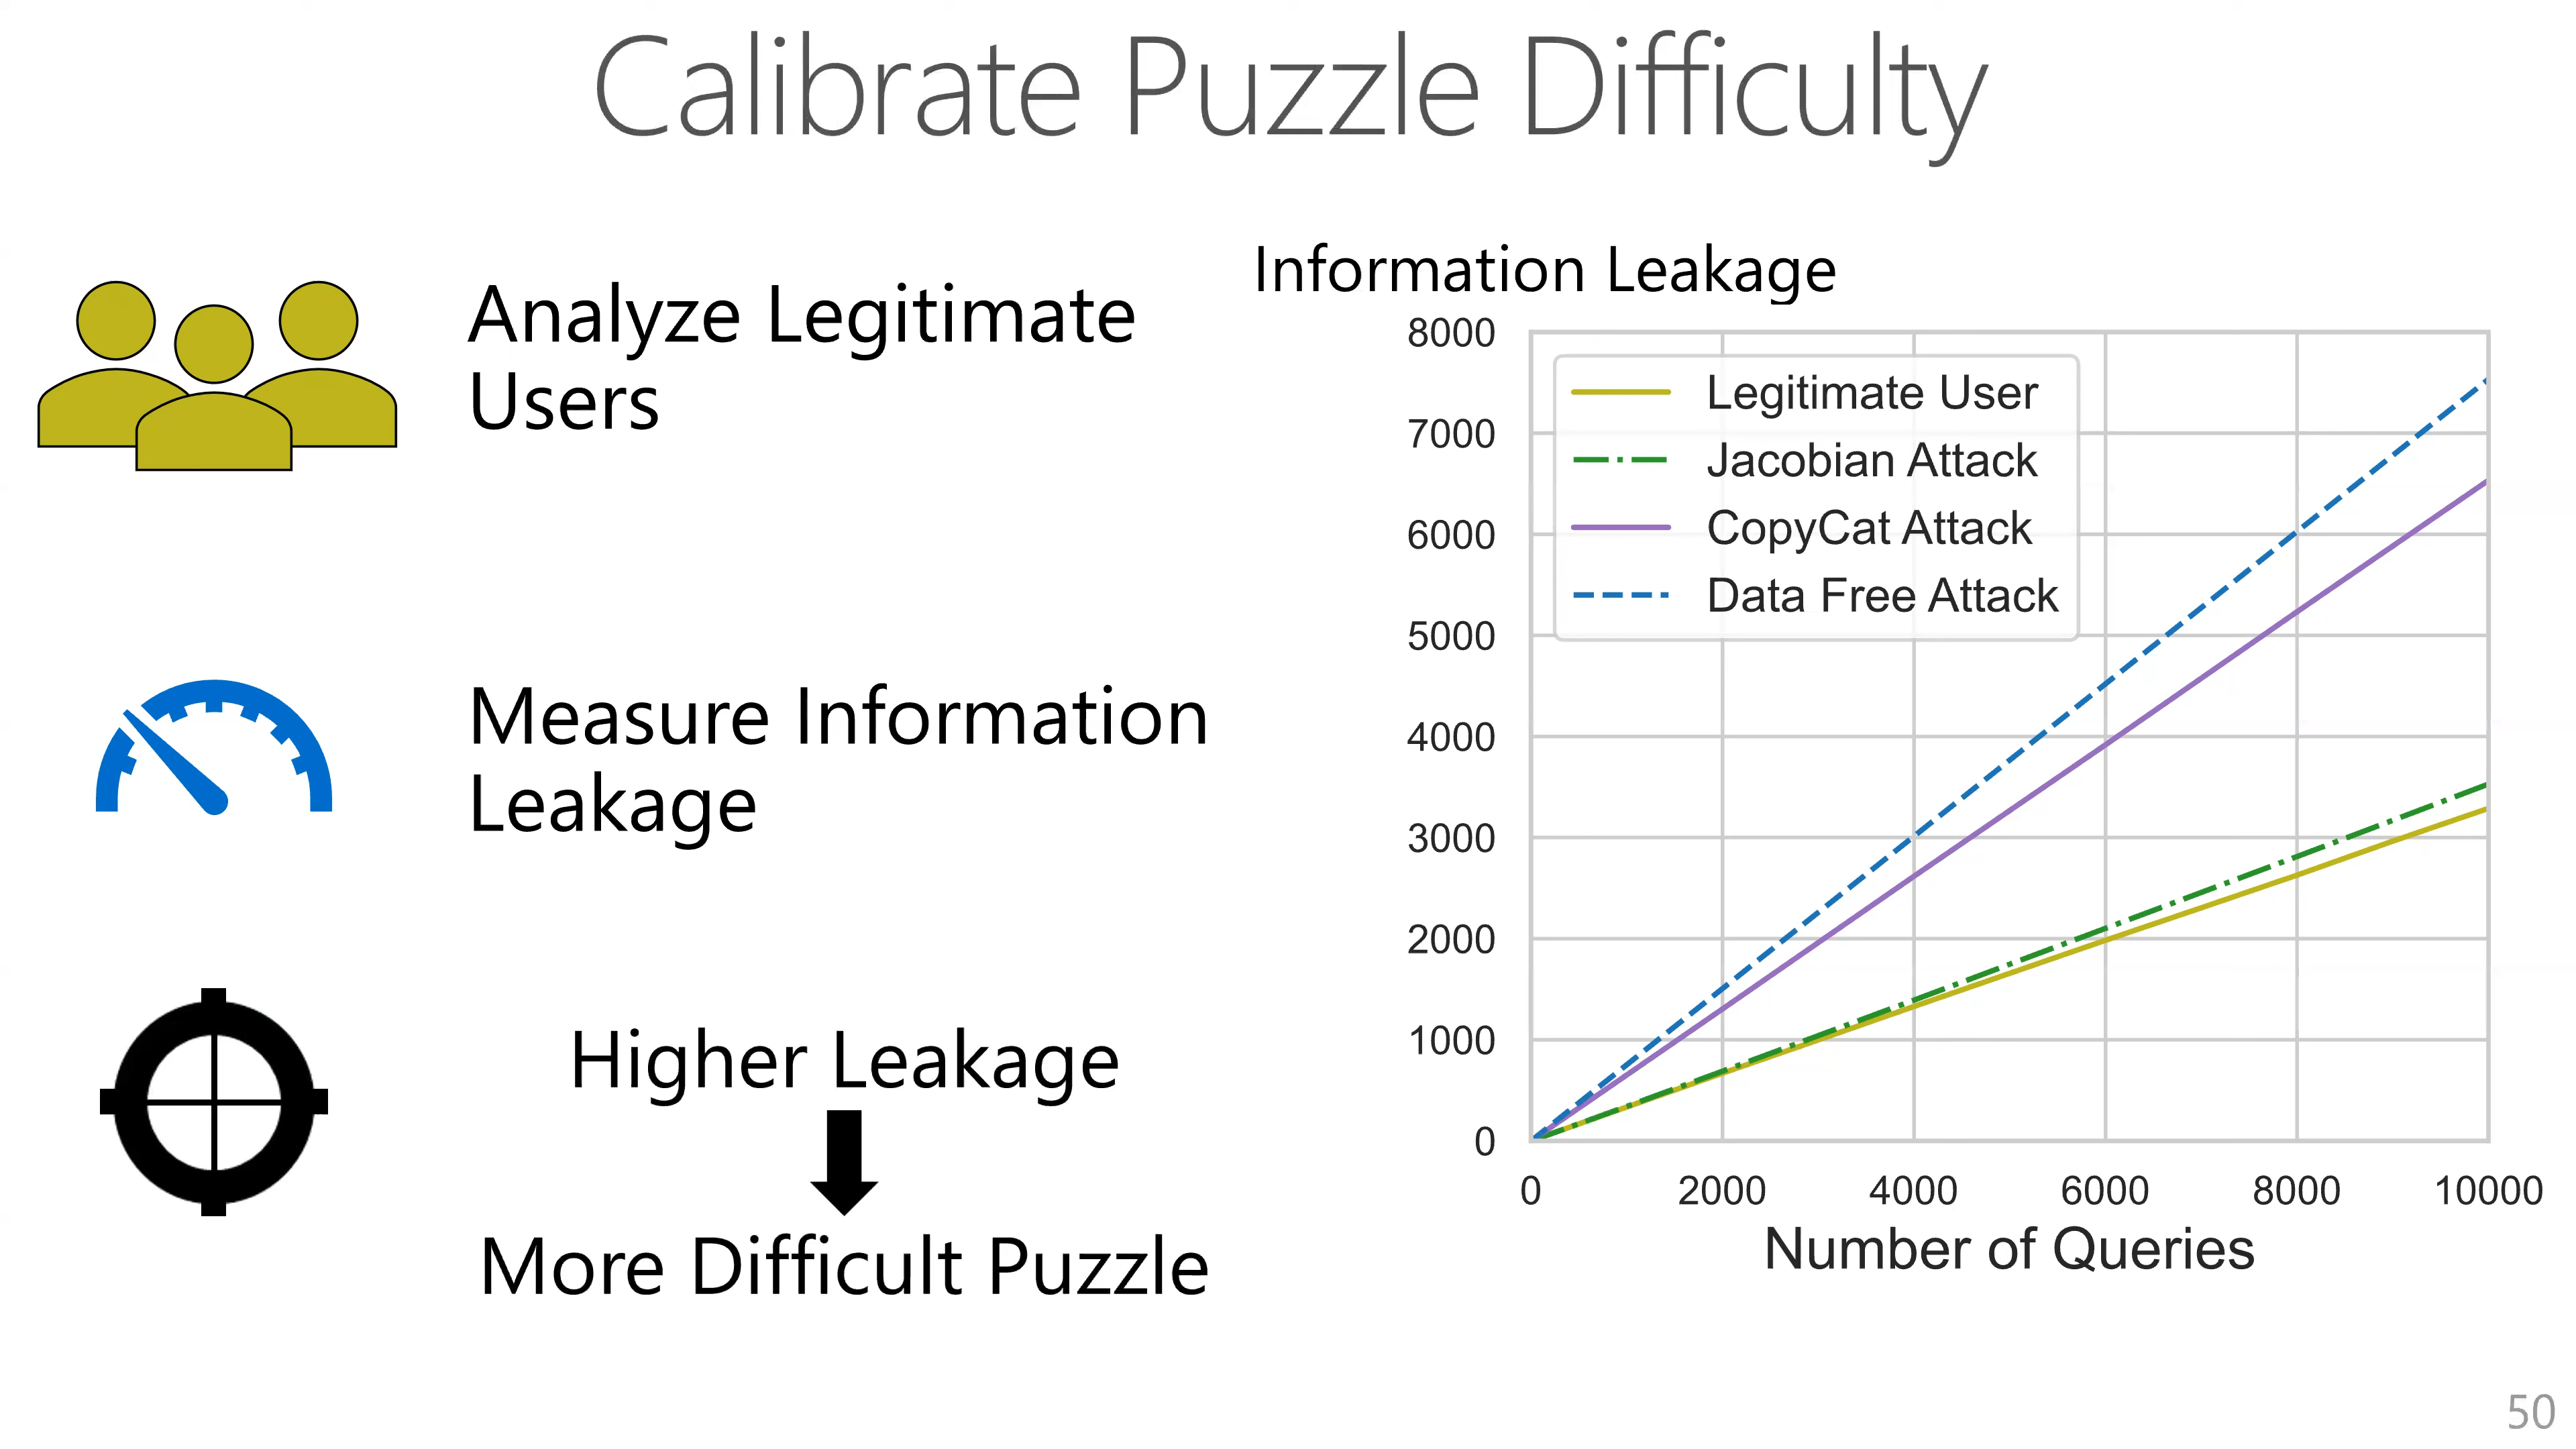 Calibrate Puzzle Difficulty
Analyze Legitimate
Users
Measure Information
Leakage
Higher Leakage
More Difficult Puzzle
Information Leakage
8000
7000
6000
5000
4000
3000
2000
1000
0
Legitimate User
Jacobian Attack
CopyCat Attack
Data Free Attack
0 2000 4000 6000 8000 10000
Number of Queries
50